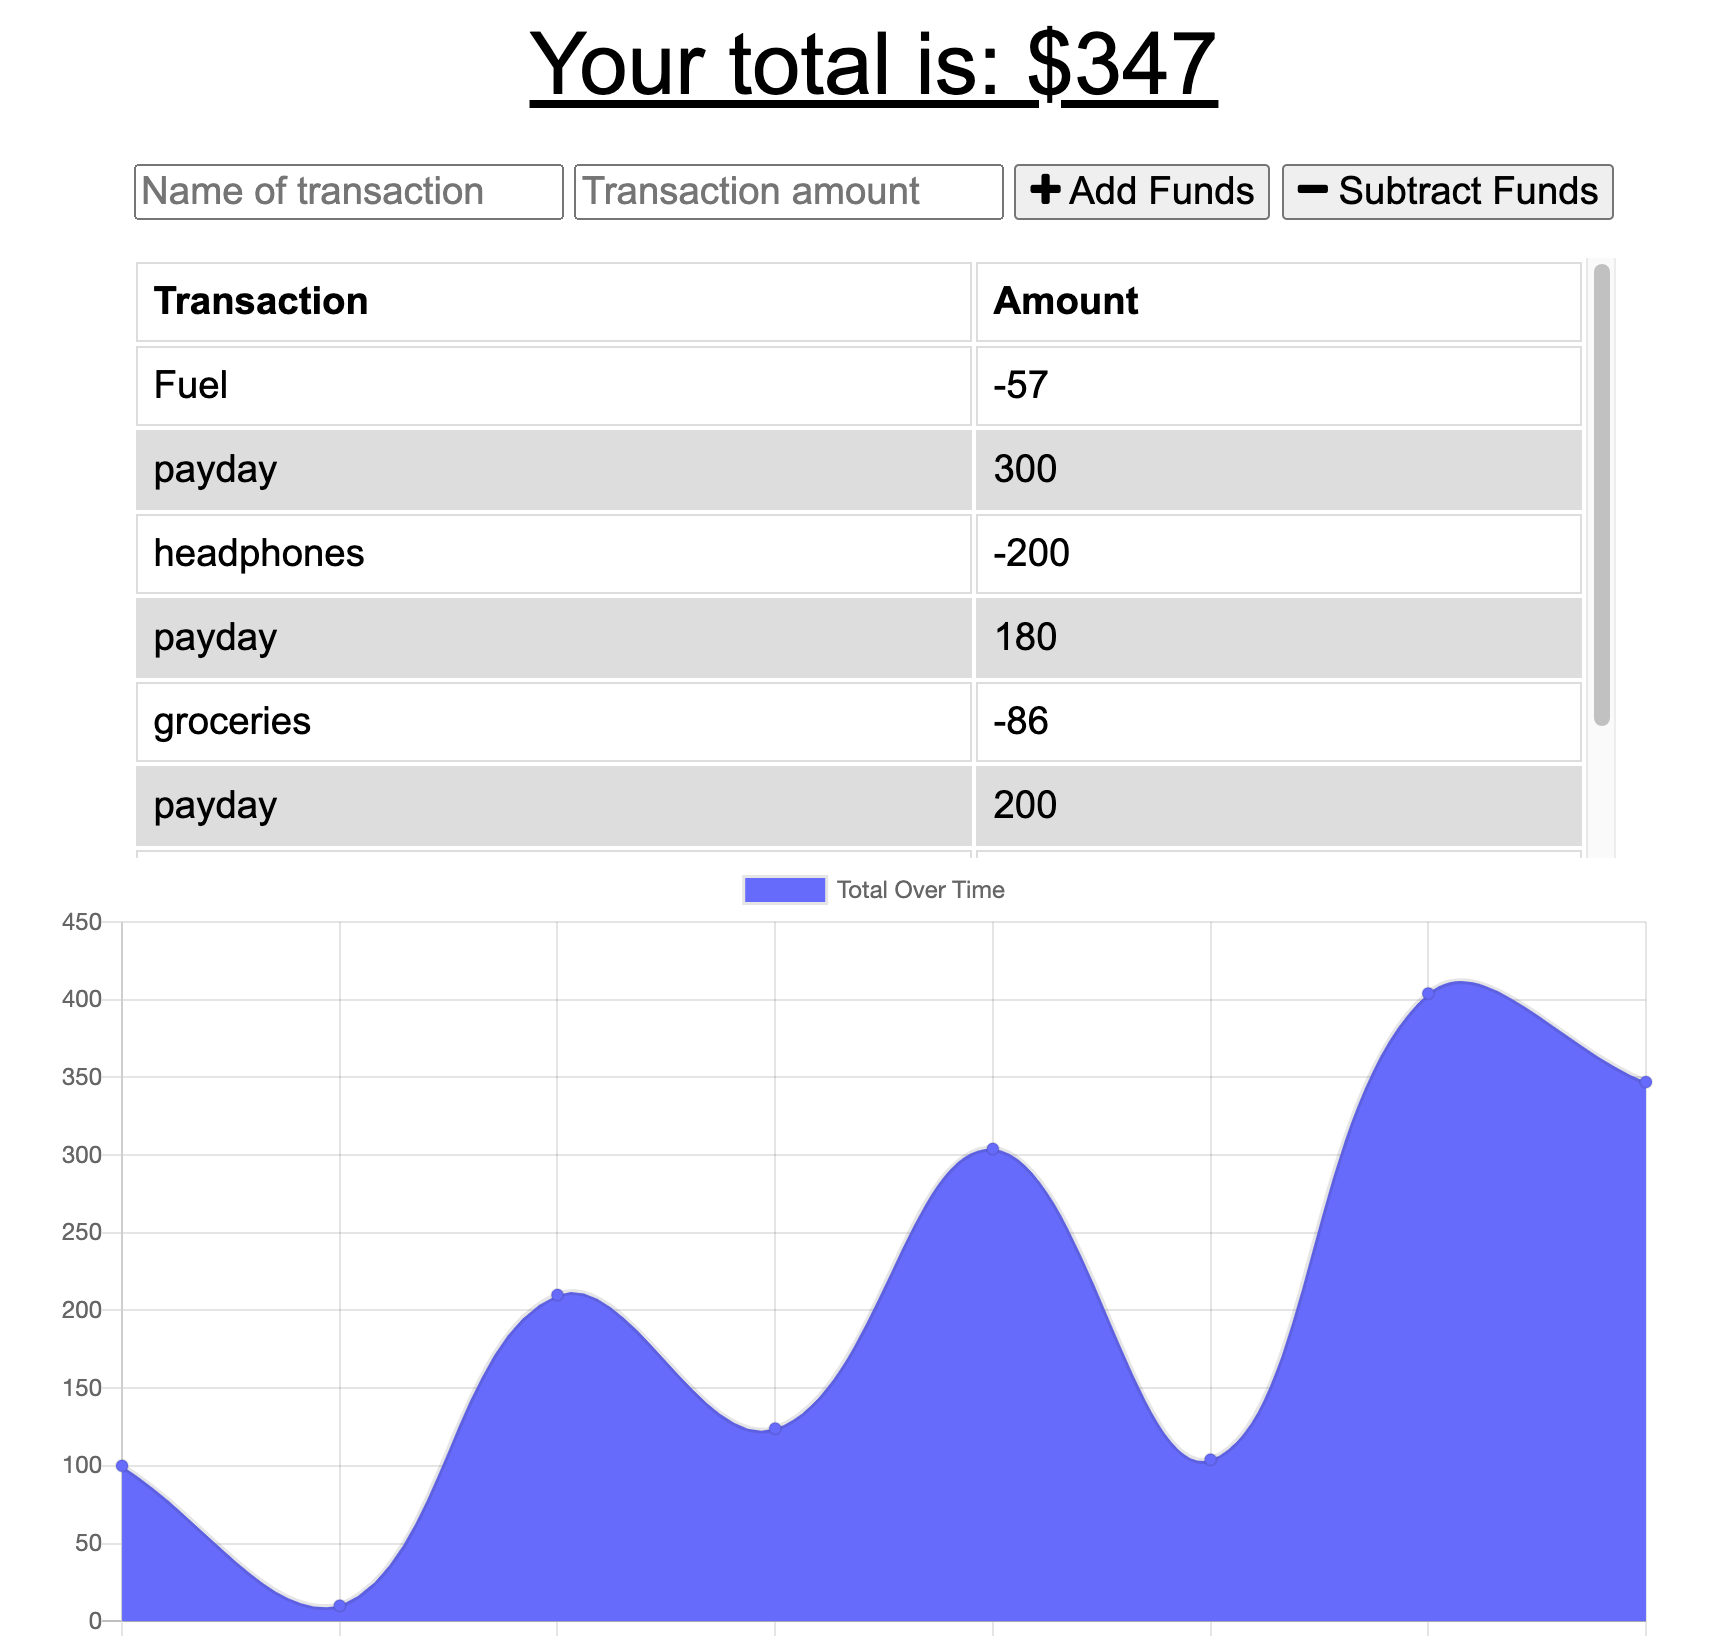 Your total is: $347
Name of transaction Transaction amount + Add Funds − Subtract Funds
Transaction Amount
Fuel -57
payday 300
headphones -200
payday 180
groceries -86
payday 200
Total Over Time
450
400
350
300
250
200
150
100
50
0